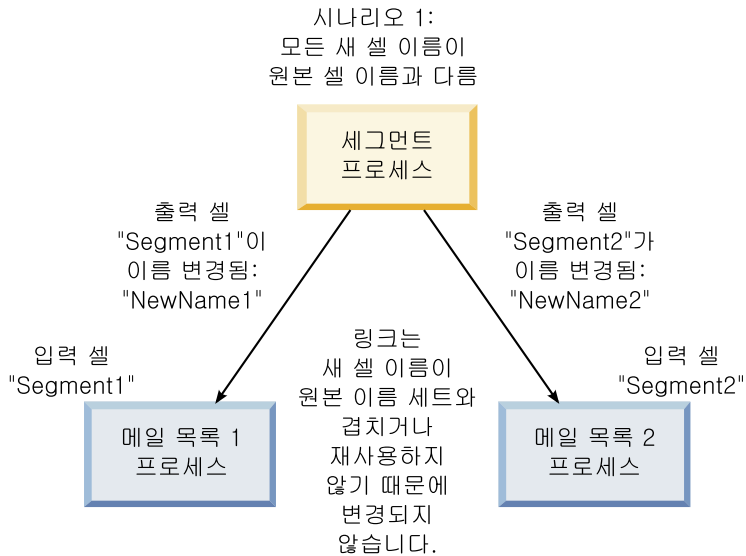 시나리오 1:
모든 새 셀 이름이
원본 셀 이름과 다름
세그먼트
프로세스
출력 셀
"Segment1"이
이름 변경됨:
"NewName1"
출력 셀
"Segment2"가
이름 변경됨:
"NewName2"
입력 셀
"Segment1"
링크는
새 셀 이름이
원본 이름 세트와
겹치거나
재사용하지
않기 때문에
변경되지
않습니다.
입력 셀
"Segment2"
메일 목록 1
프로세스
메일 목록 2
프로세스